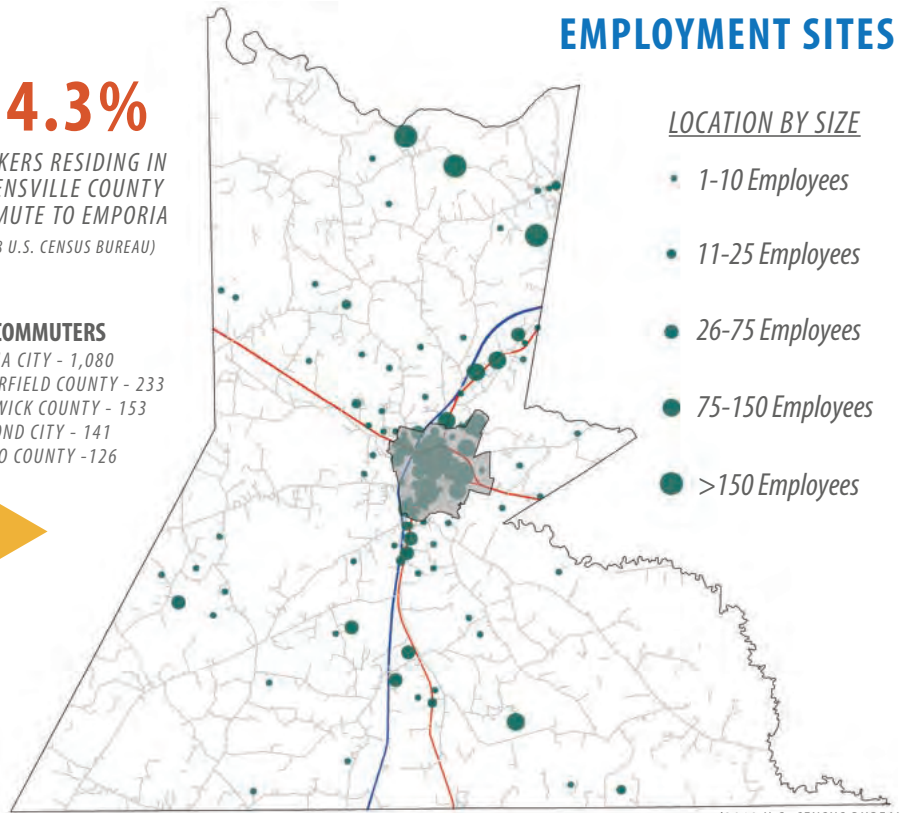 EMPLOYMENT SITES
4.3%
KERS RESIDING IN
ENSVILLE COUNTY
MUTE TO EMPORIA
U.S. CENSUS BUREAU)
COMMUTERS
A CITY - 1,080
RFIELD COUNTY - 233
WICK COUNTY - 153
OND CITY - 141
O COUNTY -126
LOCATION BY SIZE
1-10 Employees
11-25 Employees
26-75 Employees
75-150 Employees
>150 Employees